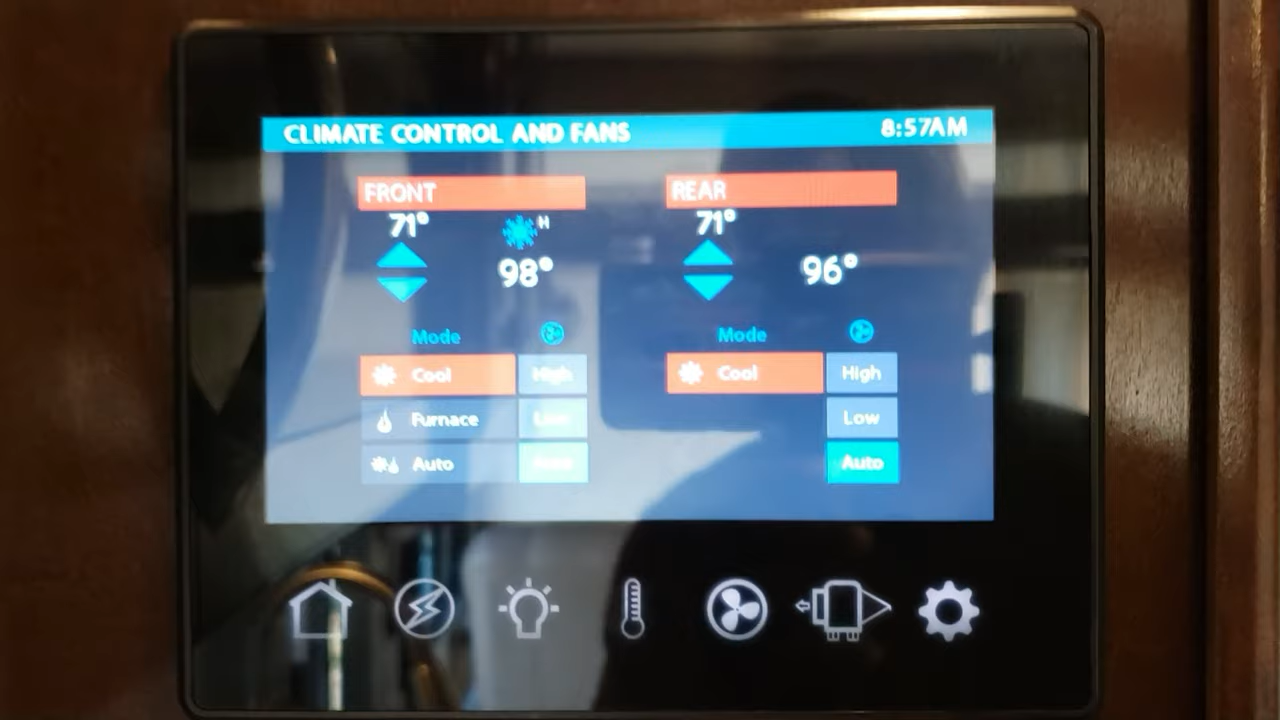 CLIMATE CONTROL AND FANS 8:57AM
FRONT
71° H
98°
Mode
Cool High
Furnace Low
Auto Auto
REAR
71°
96°
Mode
Cool High
Low
Auto